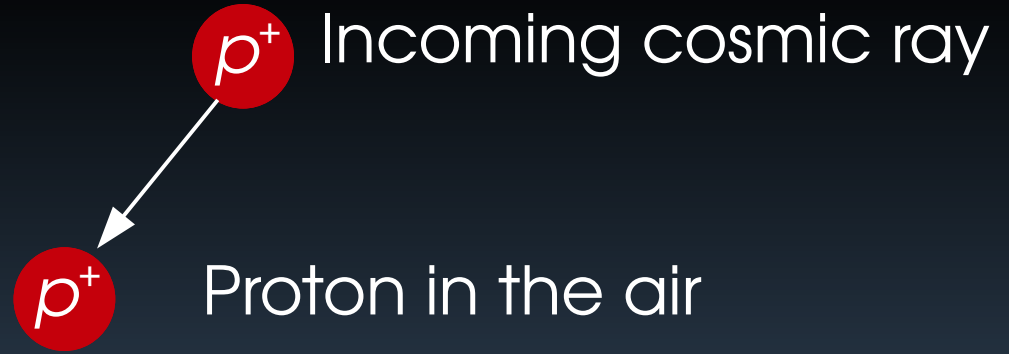 p⁺ Incoming cosmic ray
p⁺ Proton in the air